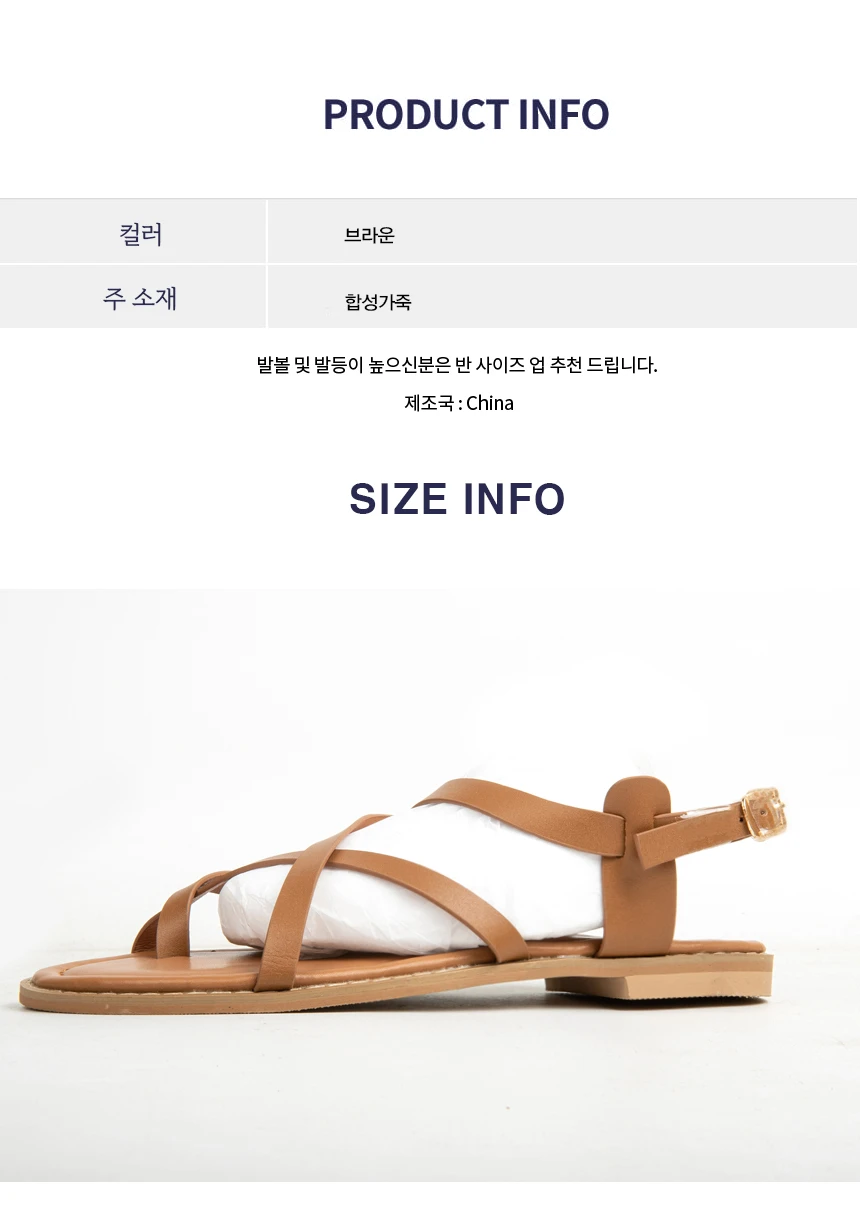 PRODUCT INFO
컬러 브라운
주 소재 합성가죽
발볼 및 발등이 높으신분은 반 사이즈 업 추천 드립니다.
제조국 : China
SIZE INFO